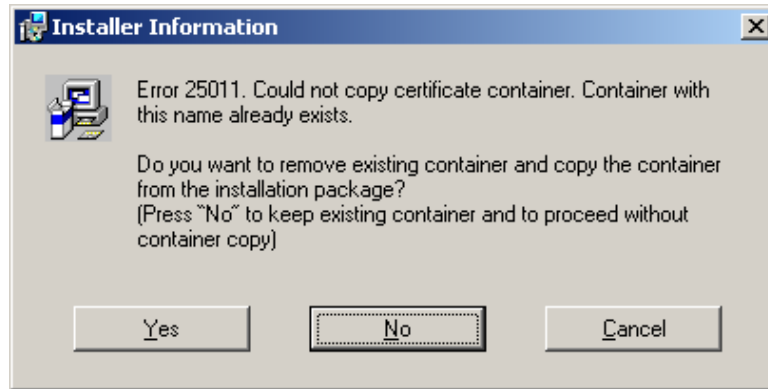 Installer Information
Error 25011. Could not copy certificate container. Container with
this name already exists.
Do you want to remove existing container and copy the container
from the installation package?
(Press "No" to keep existing container and to proceed without
container copy)
Yes
No
Cancel